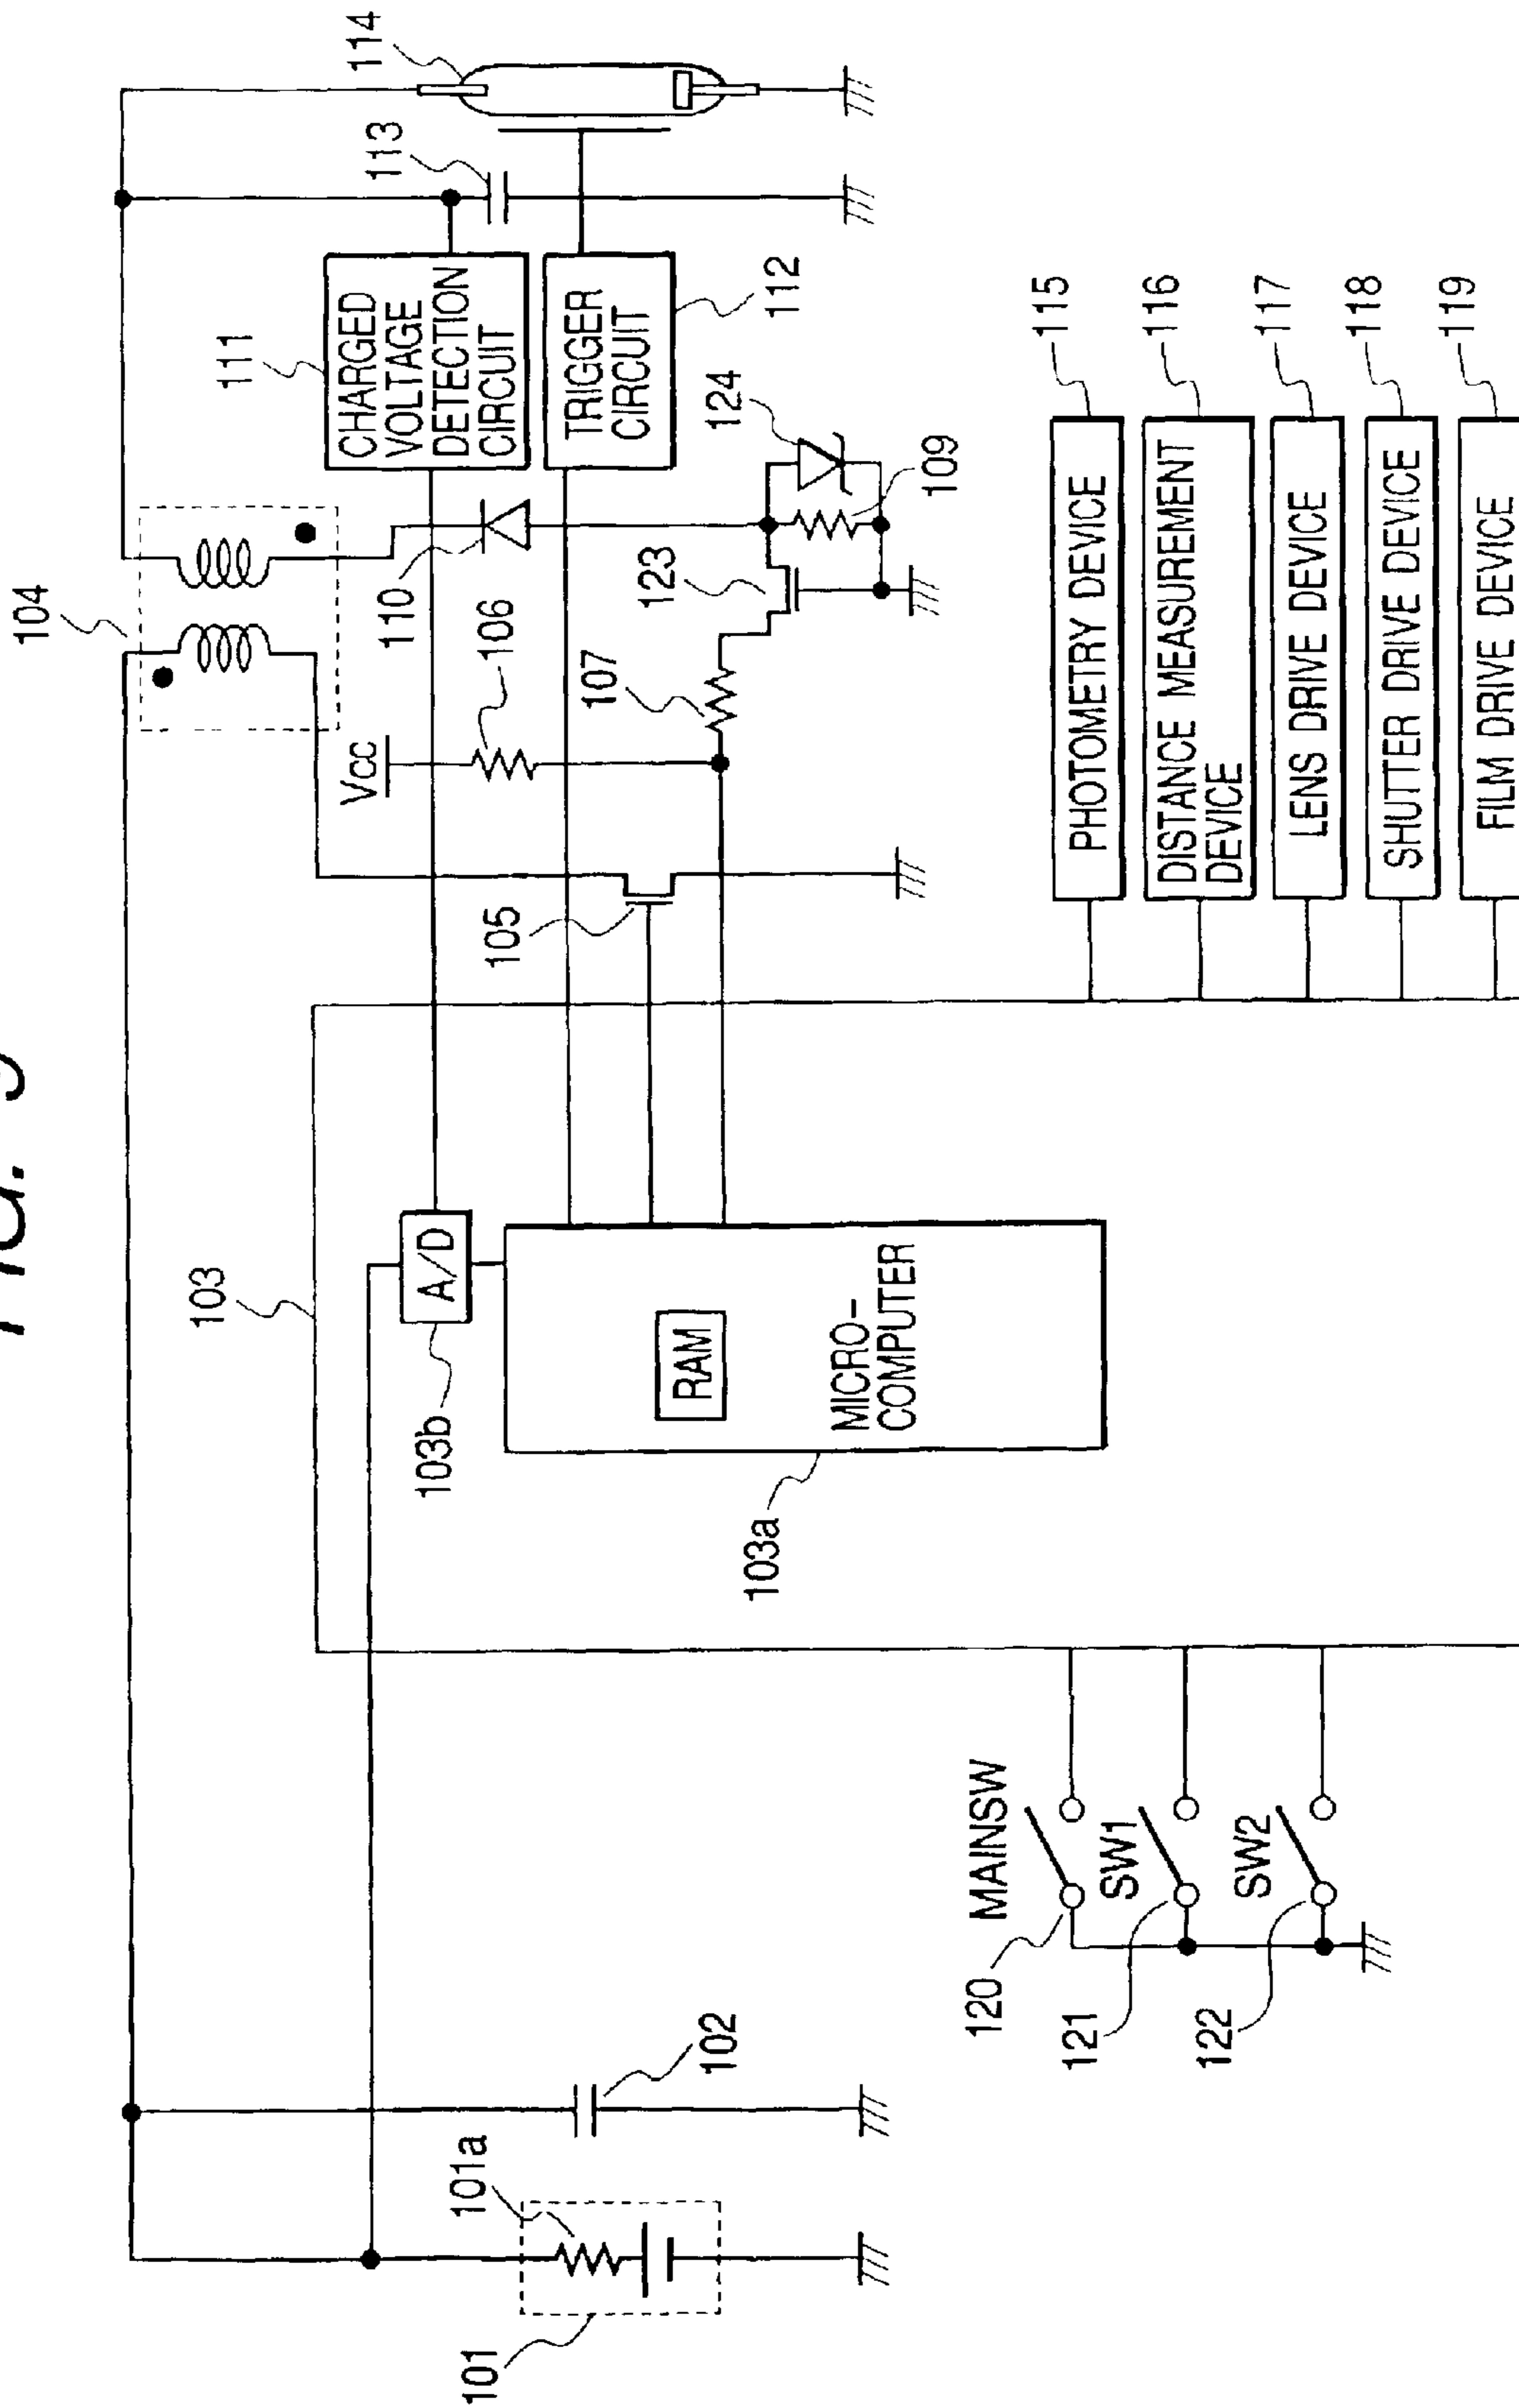 104
114
113
111
CHARGED
VOLTAGE
DETECTION
CIRCUIT
TRIGGER
CIRCUIT
112
110
106
Vcc
107
123
124
109
105
103
A/D
103b
RAM
MICRO-
COMPUTER
103a
101
101a
102
MAINSW
120
SW1
121
SW2
122
PHOTOMETRY DEVICE
115
DISTANCE MEASUREMENT
DEVICE
116
LENS DRIVE DEVICE
117
SHUTTER DRIVE DEVICE
118
FILM DRIVE DEVICE
119